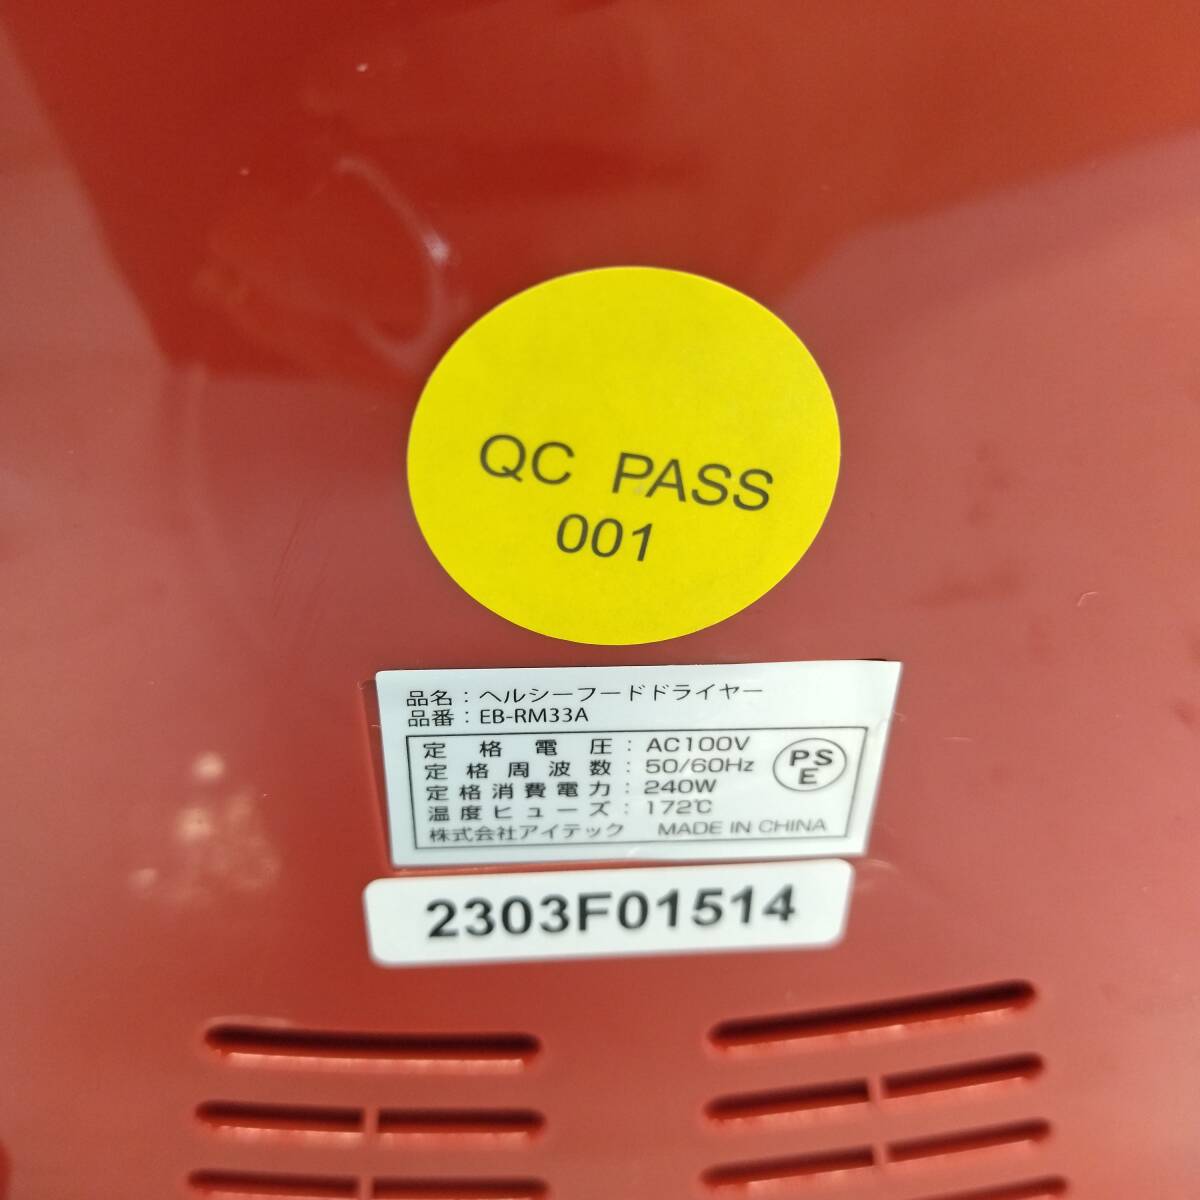 QC PASS
001
品名：ヘルシーフードドライヤー
品番：EB-RM33A
定格電圧：AC100V
定格周波数：50/60Hz
定格消費電力：240W
温度ヒューズ：172℃
PS
E
株式会社アイテック MADE IN CHINA
2303F01514